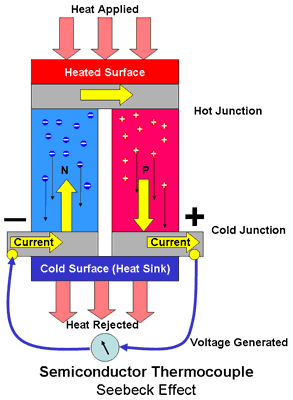 Heat Applied
Heated Surface
Hot Junction
N
P
−
+
Cold Junction
Current
Current
Cold Surface (Heat Sink)
Heat Rejected
Voltage Generated
Semiconductor Thermocouple
Seebeck Effect